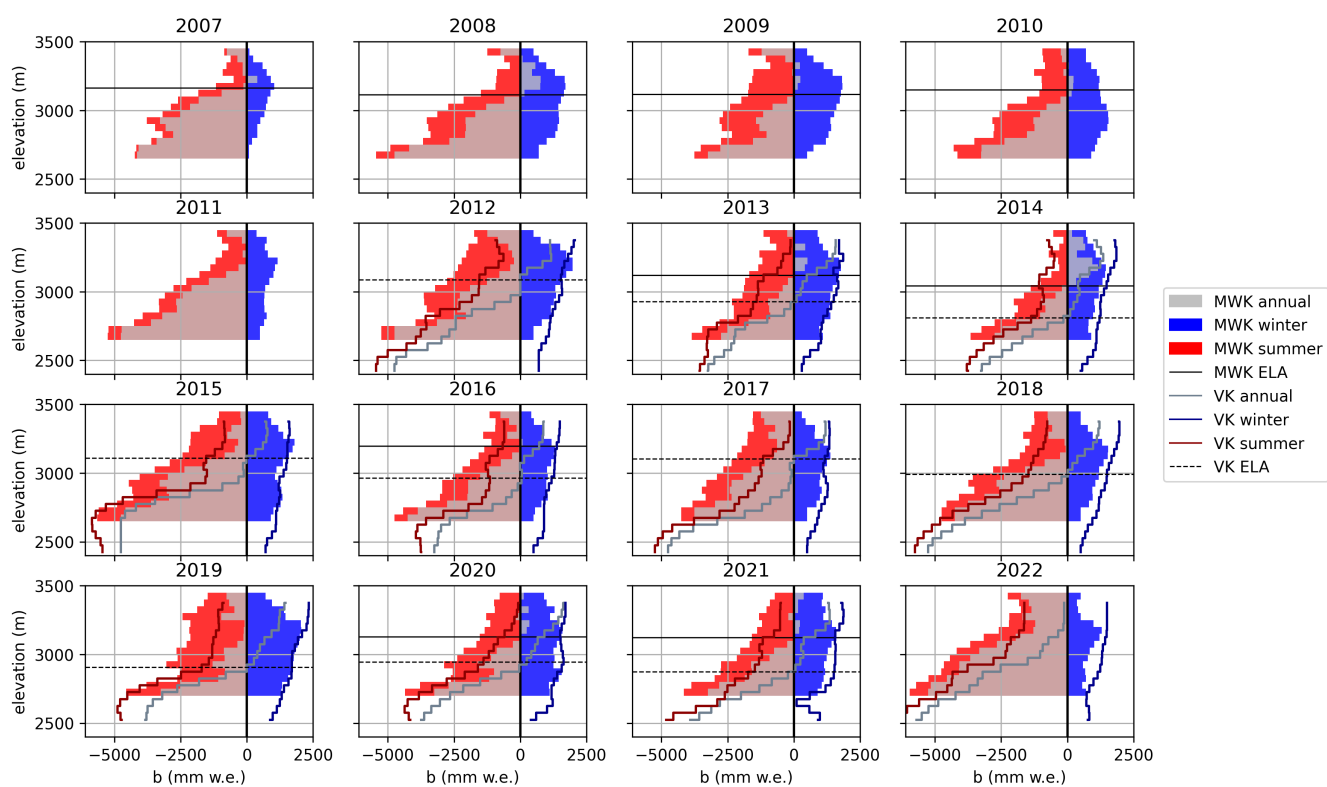 2007 2008 2009 2010
3500
3000
2500
elevation (m)
2011 2012 2013 2014
3500
3000
2500
elevation (m)
2015 2016 2017 2018
3500
3000
2500
elevation (m)
2019 2020 2021 2022
3500
3000
2500
elevation (m)
−5000 −2500 0 2500 −5000 −2500 0 2500 −5000 −2500 0 2500 −5000 −2500 0 2500
b (mm w.e.) b (mm w.e.) b (mm w.e.) b (mm w.e.)
MWK annual
MWK winter
MWK summer
MWK ELA
VK annual
VK winter
VK summer
VK ELA